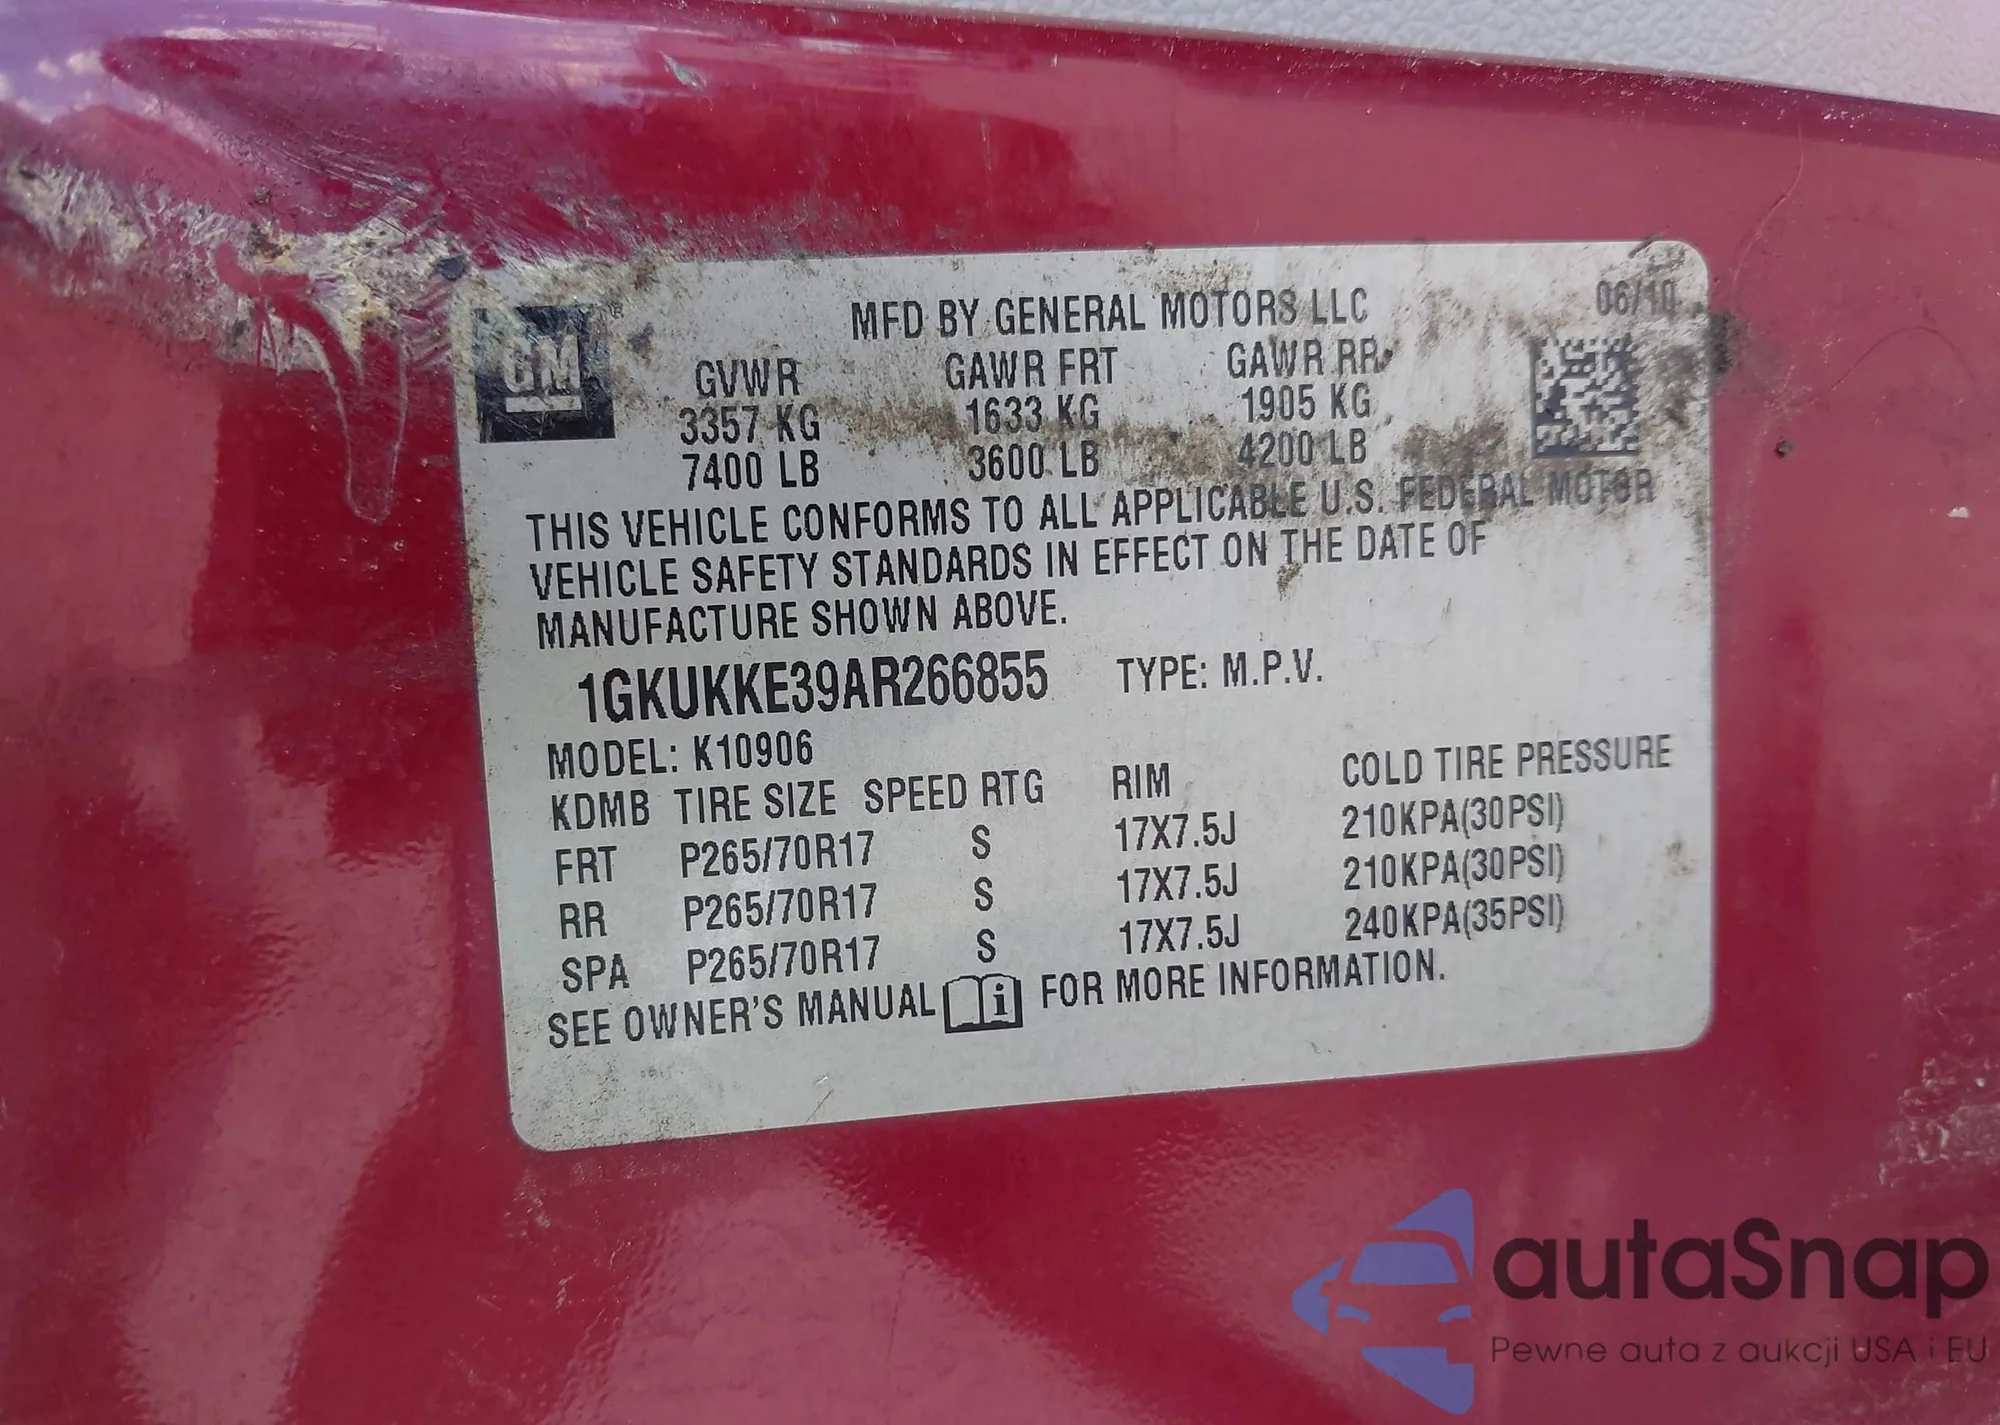 MFD BY GENERAL MOTORS LLC 06/10
GM ®
GVWR GAWR FRT GAWR RR
3357 KG 1633 KG 1905 KG
7400 LB 3600 LB 4200 LB
THIS VEHICLE CONFORMS TO ALL APPLICABLE U.S. FEDERAL MOTOR
VEHICLE SAFETY STANDARDS IN EFFECT ON THE DATE OF
MANUFACTURE SHOWN ABOVE.
1GKUKKE39AR266855 TYPE: M.P.V.
MODEL: K10906
KDMB TIRE SIZE SPEED RTG RIM COLD TIRE PRESSURE
FRT P265/70R17 S 17X7.5J 210KPA(30PSI)
RR P265/70R17 S 17X7.5J 210KPA(30PSI)
SPA P265/70R17 S 17X7.5J 240KPA(35PSI)
SEE OWNER'S MANUAL i FOR MORE INFORMATION.
autaSnap
Pewne auta z aukcji USA i EU